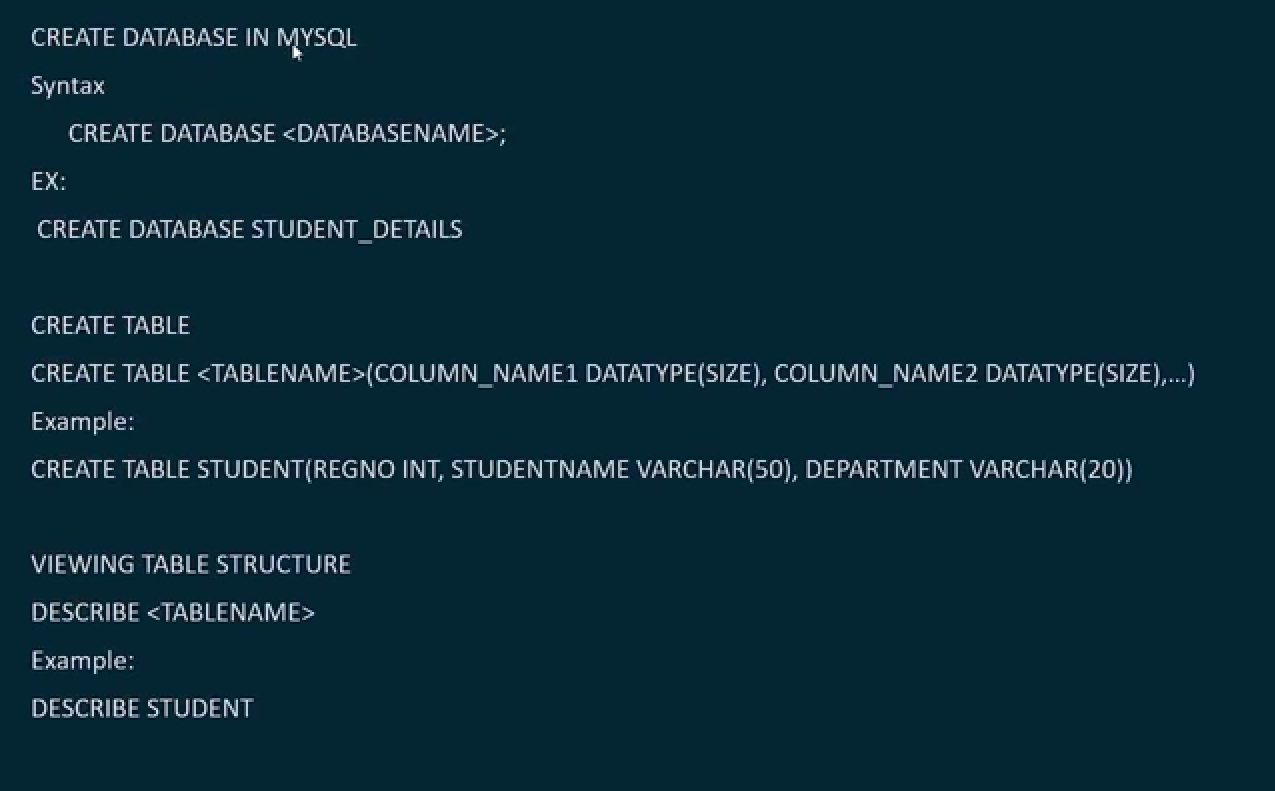 CREATE DATABASE IN MYSQL
Syntax
CREATE DATABASE <DATABASENAME>;
EX:
CREATE DATABASE STUDENT_DETAILS
CREATE TABLE
CREATE TABLE <TABLENAME>(COLUMN_NAME1 DATATYPE(SIZE), COLUMN_NAME2 DATATYPE(SIZE),...)
Example:
CREATE TABLE STUDENT(REGNO INT, STUDENTNAME VARCHAR(50), DEPARTMENT VARCHAR(20))
VIEWING TABLE STRUCTURE
DESCRIBE <TABLENAME>
Example:
DESCRIBE STUDENT